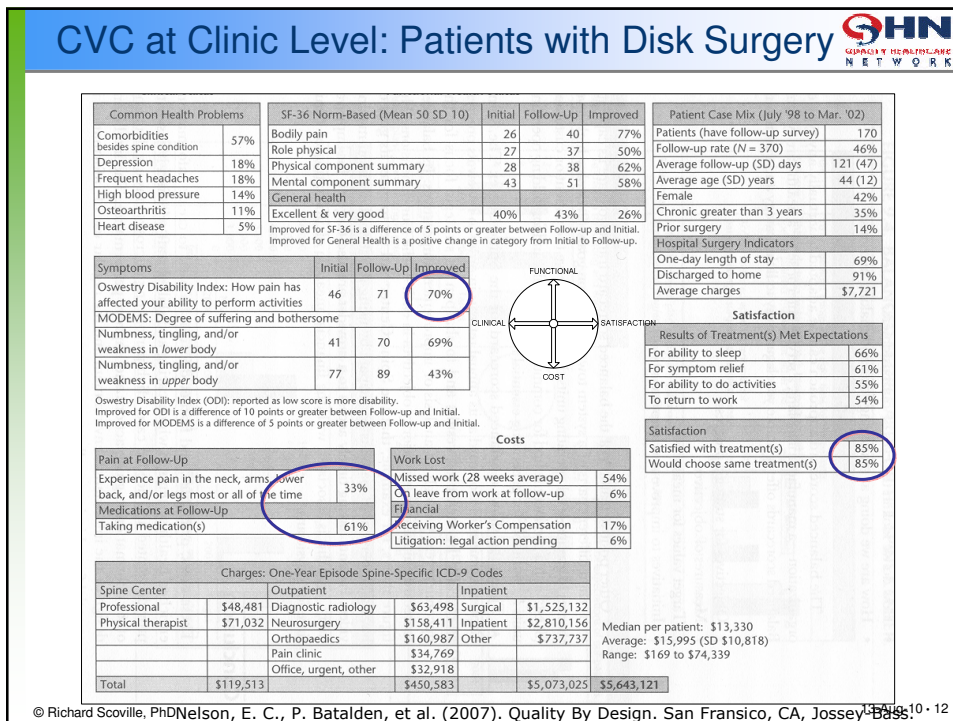 CVC at Clinic Level: Patients with Disk Surgery
QHN
QUALITY HEALTHCARE
NETWORK
Common Health Problems
Comorbidities besides spine condition 57%
Depression 18%
Frequent headaches 18%
High blood pressure 14%
Osteoarthritis 11%
Heart disease 5%
SF-36 Norm-Based (Mean 50 SD 10) Initial Follow-Up Improved
Bodily pain 26 40 77%
Role physical 27 37 50%
Physical component summary 28 38 62%
Mental component summary 43 51 58%
General health
Excellent & very good 40% 43% 26%
Improved for SF-36 is a difference of 5 points or greater between Follow-up and Initial.
Improved for General Health is a positive change in category from Initial to Follow-up.
Patient Case Mix (July '98 to Mar. '02)
Patients (have follow-up survey) 170
Follow-up rate (N = 370) 46%
Average follow-up (SD) days 121 (47)
Average age (SD) years 44 (12)
Female 42%
Chronic greater than 3 years 35%
Prior surgery 14%
Hospital Surgery Indicators
One-day length of stay 69%
Discharged to home 91%
Average charges $7,721
Symptoms Initial Follow-Up Improved
Oswestry Disability Index: How pain has
affected your ability to perform activities 46 71 70%
MODEMS: Degree of suffering and bothersome
Numbness, tingling, and/or
weakness in lower body 41 70 69%
Numbness, tingling, and/or
weakness in upper body 77 89 43%
Oswestry Disability Index (ODI): reported as low score is more disability.
Improved for ODI is a difference of 10 points or greater between Follow-up and Initial.
Improved for MODEMS is a difference of 5 points or greater between Follow-up and Initial.
FUNCTIONAL
CLINICAL
SATISFACTION
COST
Satisfaction
Results of Treatment(s) Met Expectations
For ability to sleep 66%
For symptom relief 61%
For ability to do activities 55%
To return to work 54%
Satisfaction
Satisfied with treatment(s) 85%
Would choose same treatment(s) 85%
Pain at Follow-Up
Experience pain in the neck, arms, lower
back, and/or legs most or all of the time 33%
Medications at Follow-Up
Taking medication(s) 61%
Costs
Work Lost
Missed work (28 weeks average) 54%
On leave from work at follow-up 6%
Financial
Receiving Worker's Compensation 17%
Litigation: legal action pending 6%
Charges: One-Year Episode Spine-Specific ICD-9 Codes
Spine Center Outpatient Inpatient
Professional $48,481 Diagnostic radiology $63,498 Surgical $1,525,132
Physical therapist $71,032 Neurosurgery $158,411 Inpatient $2,810,156
Orthopaedics $160,987 Other $737,737
Pain clinic $34,769
Office, urgent, other $32,918
Total $119,513 $450,583 $5,073,025 $5,643,121
Median per patient: $13,330
Average: $15,995 (SD $10,818)
Range: $169 to $74,339
© Richard Scoville, PhD
Nelson, E. C., P. Batalden, et al. (2007). Quality By Design. San Fransico, CA, Jossey-Bass.
13-Aug-10 • 12